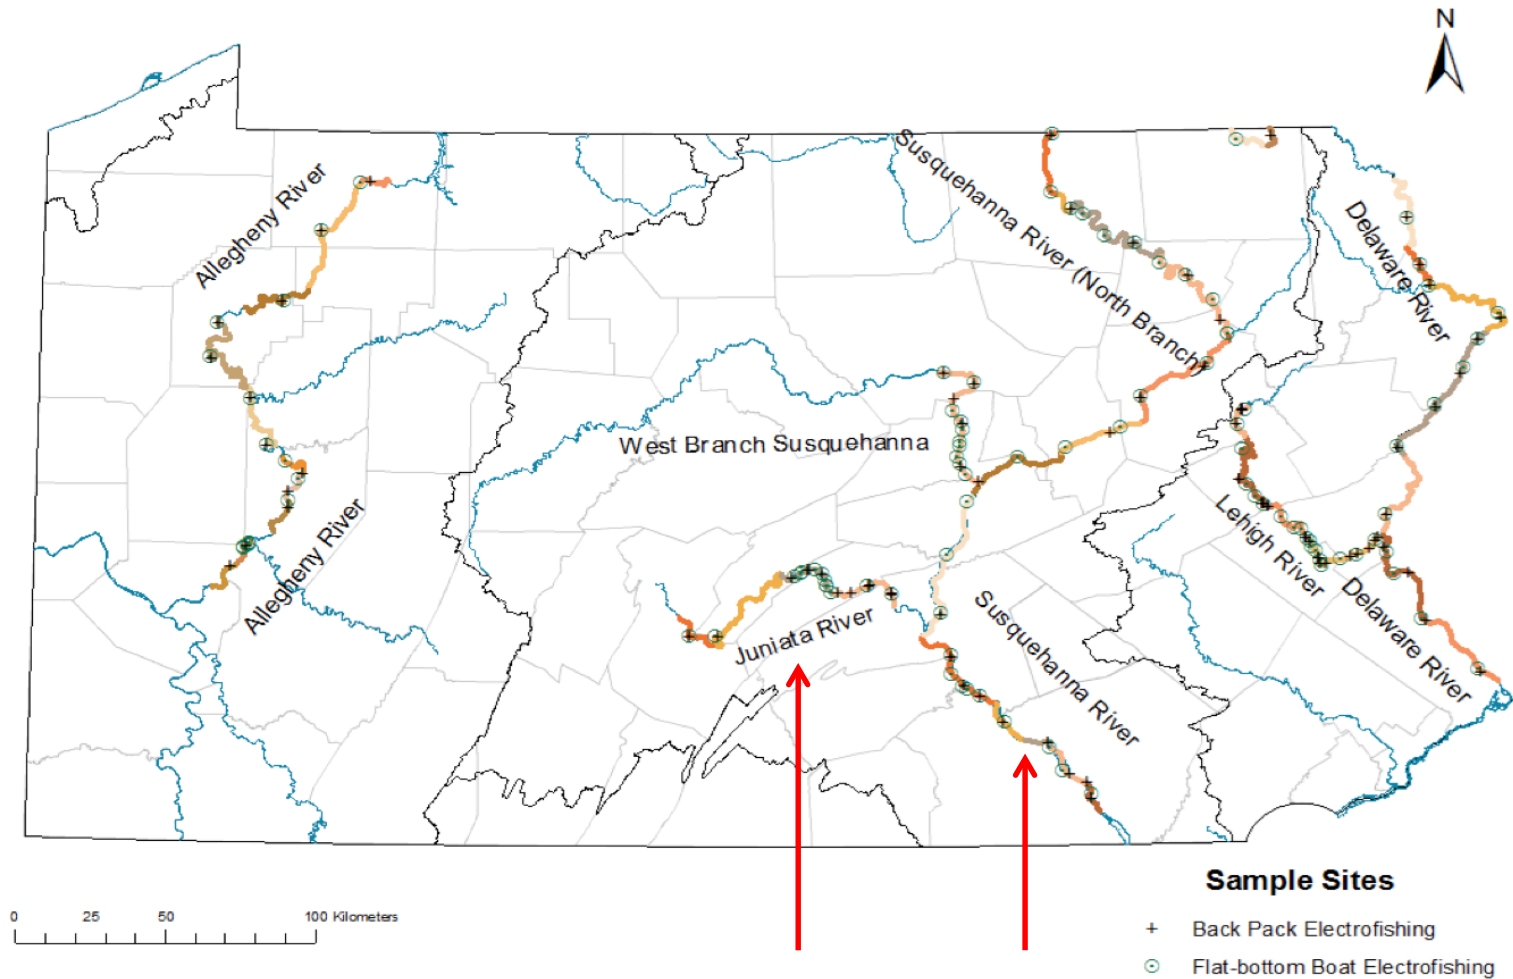 N
Allegheny River
Susquehanna River (North Branch)
Delaware River
West Branch Susquehanna
Lehigh River
Allegheny River
Juniata River
Susquehanna River
Delaware River
Sample Sites
0 25 50 100 Kilometers
+ Back Pack Electrofishing
Flat-bottom Boat Electrofishing